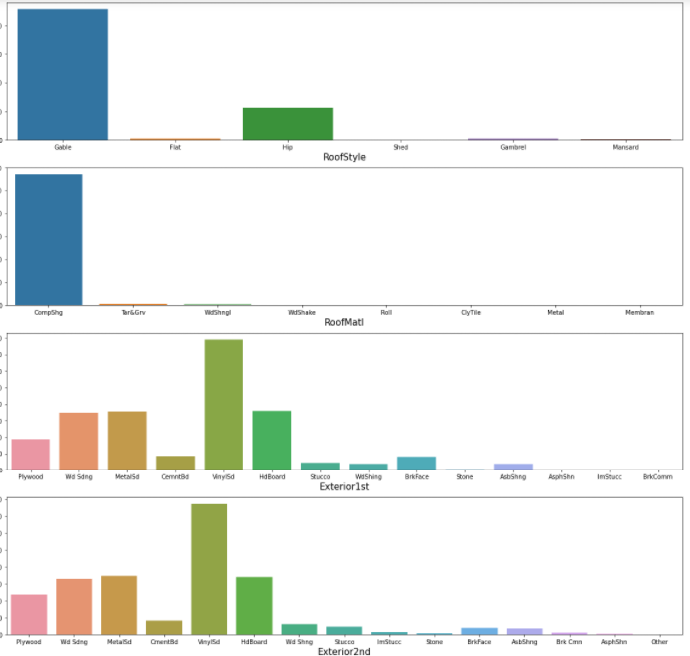 Gable Flat Hip Shed Gambrel Mansard
RoofStyle
CompShg Tar&Grv WdShngl WdShake Roll ClyTile Metal Membran
RoofMatl
Plywood Wd Sdng MetalSd CemntBd VinylSd HdBoard Stucco WdShing BrkFace Stone AsbShng AsphShn ImStucc BrkComm
Exterior1st
Plywood Wd Sdng MetalSd CmentBd VinylSd HdBoard Wd Shng Stucco ImStucc Stone BrkFace AsbShng Brk Cmn AsphShn Other
Exterior2nd